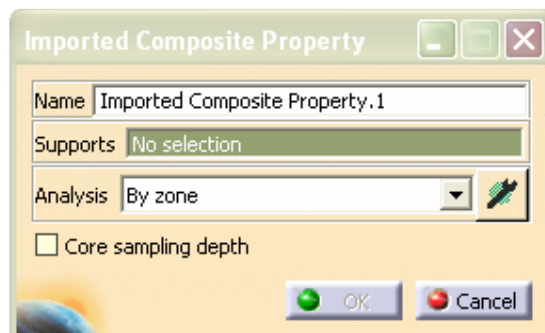 Imported Composite Property
Name Imported Composite Property.1
Supports No selection
Analysis By zone
Core sampling depth
OK Cancel